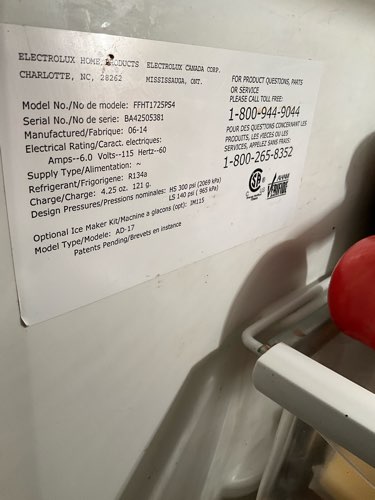 ELECTROLUX HOME PRODUCTS ELECTROLUX CANADA CORP.
CHARLOTTE, NC, 28262 MISSISSAUGA, ONT.
Model No./No de modele: FFHT1725PS4
Serial No./No de serie: BA42505381
Manufactured/Fabrique: 06-14
Electrical Rating/Caract. electriques:
Amps--6.0 Volts--115 Hertz--60
Supply Type/Alimentation: ~
Refrigerant/Frigorigene: R134a
Charge/Charge: 4.25 oz. 121 g.
Design Pressures/Pressions nominales: HS 300 psi (2069 kPa)
LS 140 psi ( 965 kPa)
Optional Ice Maker Kit/Machine a glacons (opt): IM115
Model Type/Modele: AD-17
Patents Pending/Brevets en instance
FOR PRODUCT QUESTIONS, PARTS
OR SERVICE
PLEASE CALL TOLL FREE:
1-800-944-9044
POUR DES QUESTIONS CONCERNANT LES
PRODUITS, LES PIECES OU LES
SERVICES, APPELEZ SANS FRAIS:
1-800-265-8352